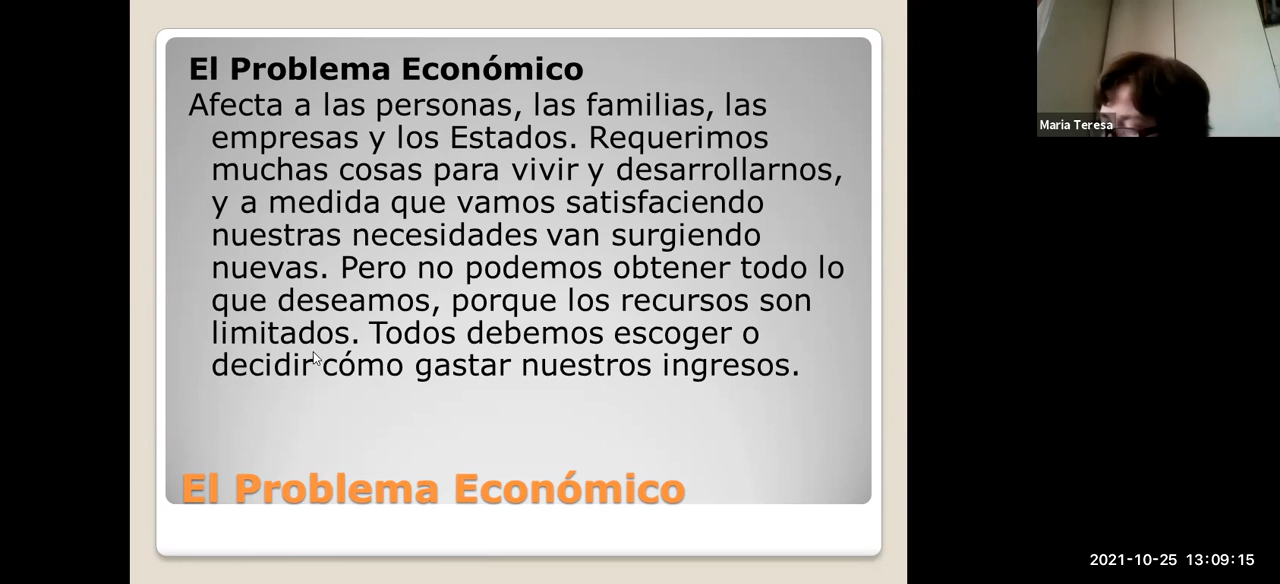 El Problema Económico
Afecta a las personas, las familias, las
empresas y los Estados. Requerimos
muchas cosas para vivir y desarrollarnos,
y a medida que vamos satisfaciendo
nuestras necesidades van surgiendo
nuevas. Pero no podemos obtener todo lo
que deseamos, porque los recursos son
limitados. Todos debemos escoger o
decidir cómo gastar nuestros ingresos.
El Problema Económico
Maria Teresa
2021-10-25 13:09:15